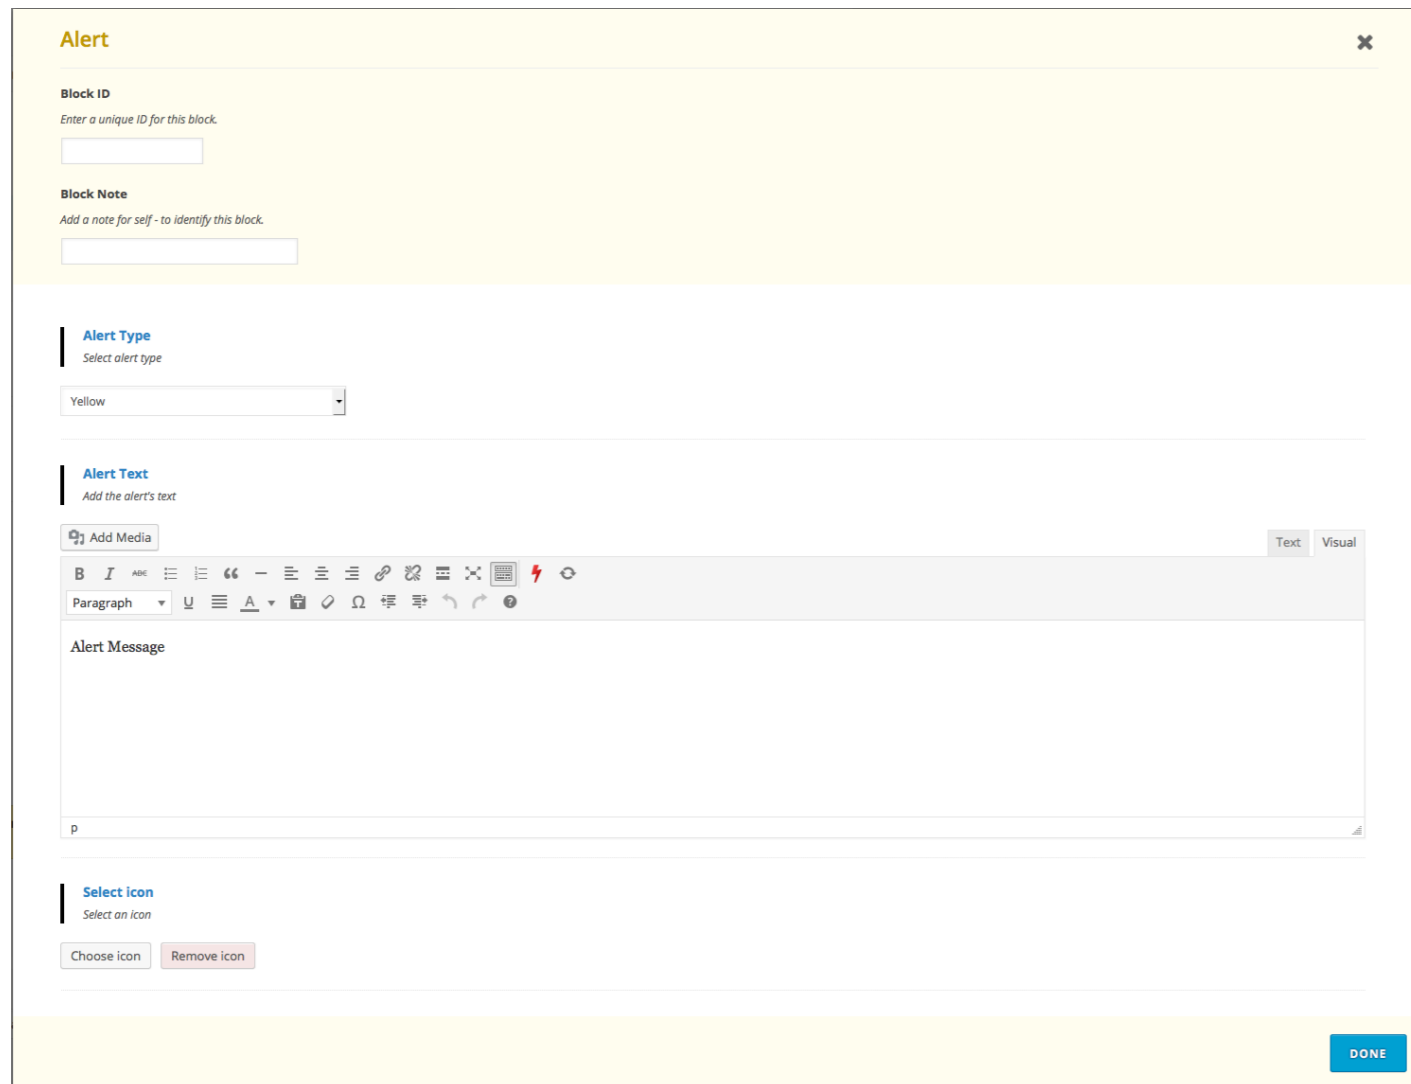 Alert
Block ID
Enter a unique ID for this block.
Block Note
Add a note for self - to identify this block.
Alert Type
Select alert type
Yellow
Alert Text
Add the alert's text
Add Media
Text Visual
B I ABC
Paragraph U A Ω
Alert Message
p
Select icon
Select an icon
Choose icon Remove icon
DONE